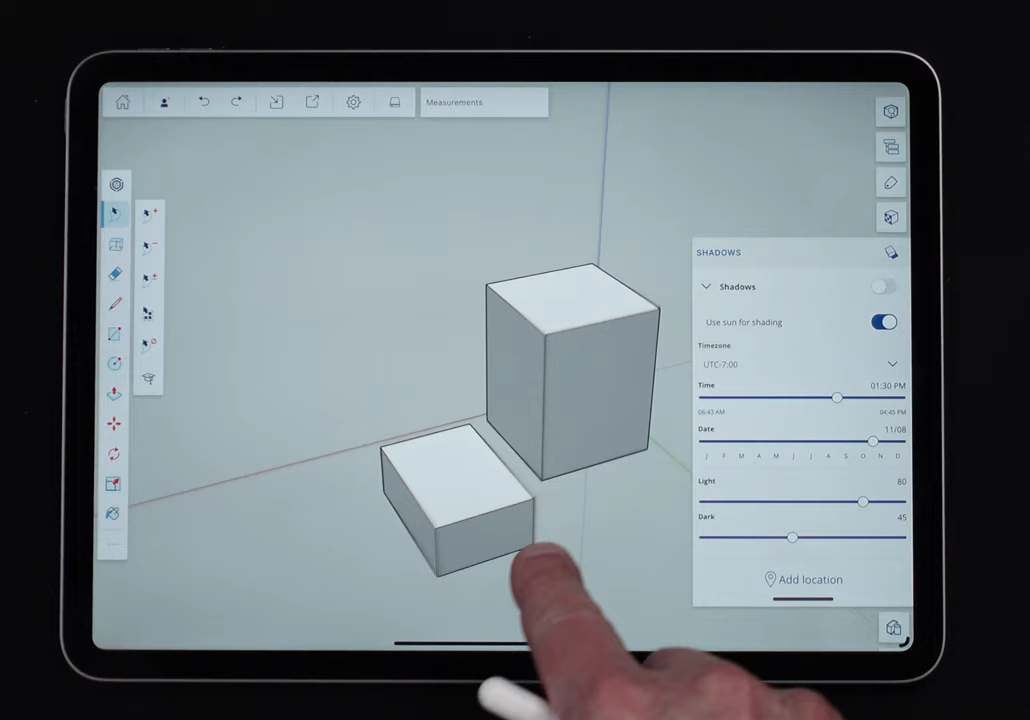 Measurements
SHADOWS
Shadows
Use sun for shading
Timezone
UTC-7:00
Time 01:30 PM
06:43 AM 04:45 PM
Date 11/08
J F M A M J J A S O N D
Light 80
Dark 45
Add location